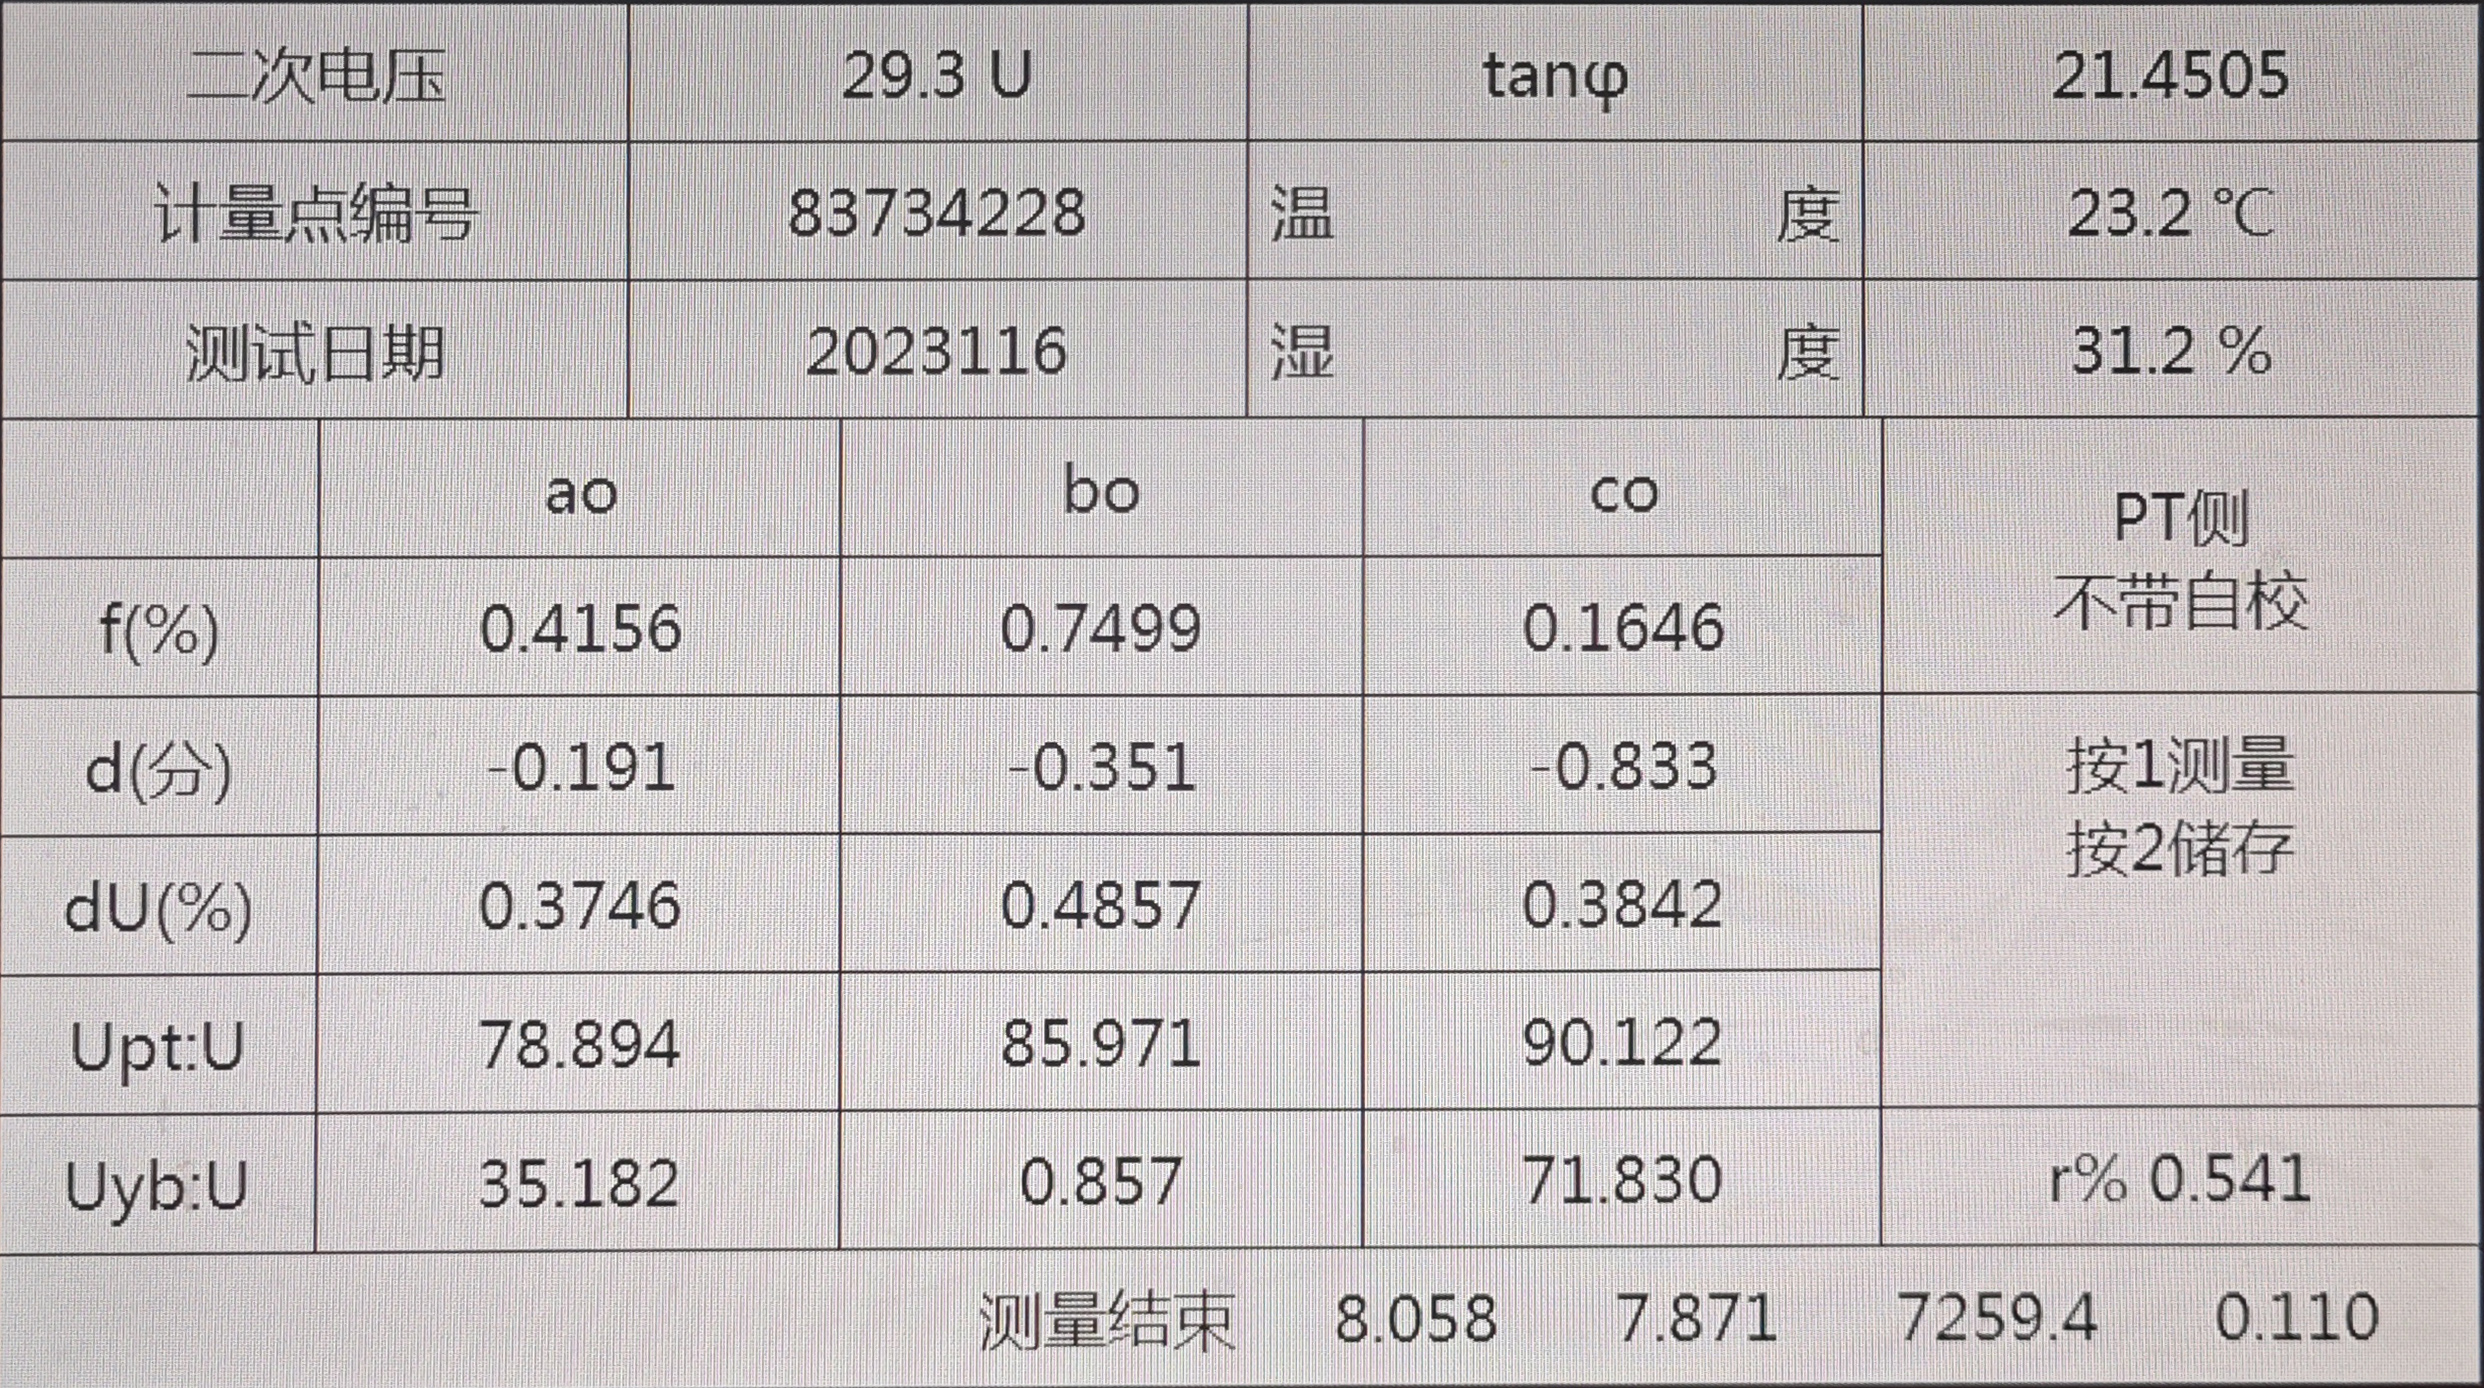 二次电压 29.3 U tanφ 21.4505
计量点编号 83734228 温 度 23.2 ℃
测试日期 2023116 湿 度 31.2 %
ao bo co
PT侧
不带自校
f(%) 0.4156 0.7499 0.1646
d(分) -0.191 -0.351 -0.833
按1测量
按2储存
dU(%) 0.3746 0.4857 0.3842
Upt:U 78.894 85.971 90.122
Uyb:U 35.182 0.857 71.830 r% 0.541
测量结束 8.058 7.871 7259.4 0.110